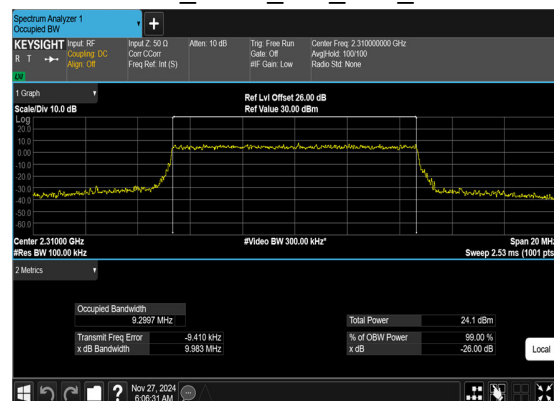 Spectrum Analyzer 1
Occupied BW
+
KEYSIGHT Input: RF Input Z: 50 Ω Atten: 10 dB Trig: Free Run Center Freq: 2.310000000 GHz
R T Coupling: DC Corr CCorr Gate: Off Avg|Hold: 100/100
Align: Off Freq Ref: Int (S) #IF Gain: Low Radio Std: None
1 Graph
Ref Lvl Offset 26.00 dB
Scale/Div 10.0 dB Ref Value 30.00 dBm
Log
20.0
10.0
0.00
-10.0
-20.0
-30.0
-40.0
-50.0
-60.0
Center 2.31000 GHz #Video BW 300.00 kHz* Span 20 MHz
#Res BW 100.00 kHz Sweep 2.53 ms (1001 pts
2 Metrics
Occupied Bandwidth
9.2997 MHz Total Power 24.1 dBm
Transmit Freq Error -9.410 kHz % of OBW Power 99.00 %
x dB Bandwidth 9.983 MHz x dB -26.00 dB
Local
? Nov 27, 2024
6:06:31 AM